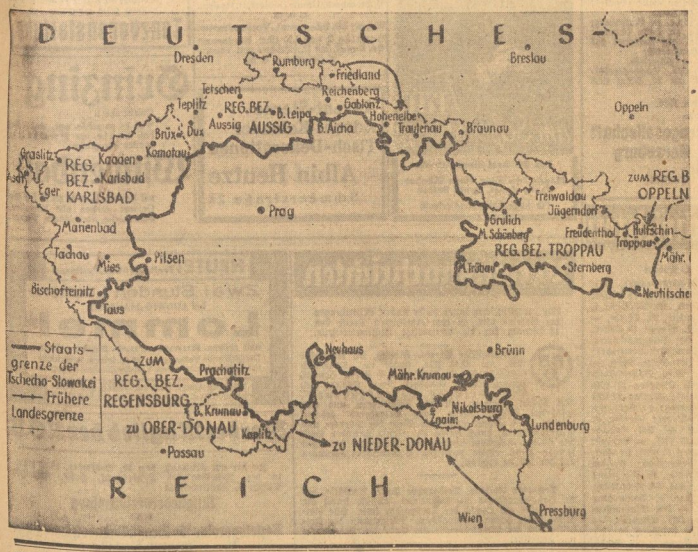 DEUTSCHES-
Dresden
Rumburg
Friedland
Breslau
Tetschen
Reichenberg
Teplitz
REG. BEZ.
AUSSIG
B. Leipa
Gablonz
Hohenelbe
Oppeln
Brüx
Dux
Aussig
B. Aicha
Trautenau
Braunau
Graslitz
Kaaden
Komotau
REG.
BEZ.
KARLSBAD
Karlsbad
Eger
Freiwaldau
zum REG. B
OPPELN
Jägerndorf
Prag
Grulich
Marienbad
M. Schönberg
Freudenthal
Hultschin
Troppau
REG. BEZ. TROPPAU
Tachau
Mies
Pilsen
M. Trübau
Sternberg
Mähr.
Bischofteinitz
Neutitsche
Taus
Staats-
grenze der
Tschecho-Slowakei
Frühere
Landesgrenze
Neuhaus
Brünn
zum
REG. BEZ.
REGENSBURG
Prachatitz
Mähr. Krumau
B. Krumau
Nikolsburg
Znaim
Lundenburg
zu OBER-DONAU
Kaplitz
zu NIEDER-DONAU
Passau
REICH
Wien
Pressburg